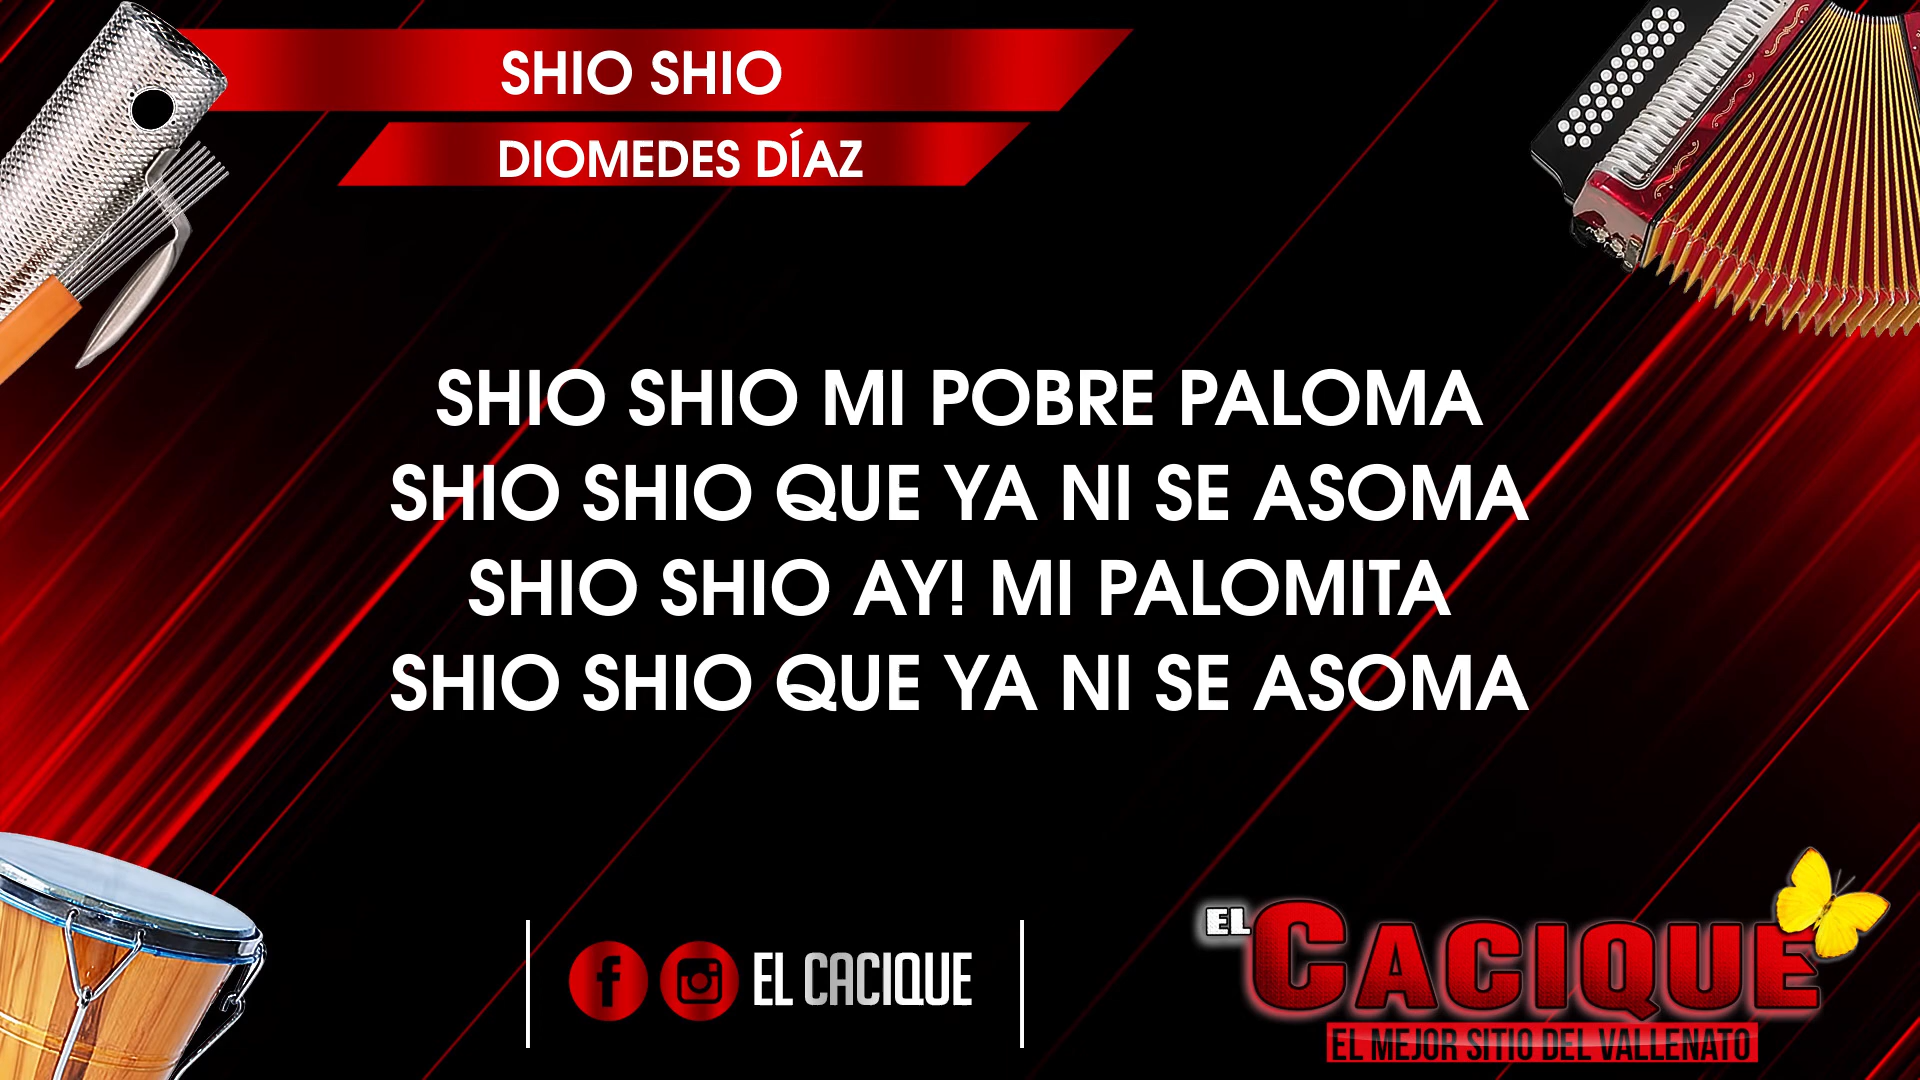 SHIO SHIO
DIOMEDES DÍAZ
SHIO SHIO MI POBRE PALOMA
SHIO SHIO QUE YA NI SE ASOMA
SHIO SHIO AY! MI PALOMITA
SHIO SHIO QUE YA NI SE ASOMA
EL CACIQUE
EL CACIQUE
EL MEJOR SITIO DEL VALLENATO